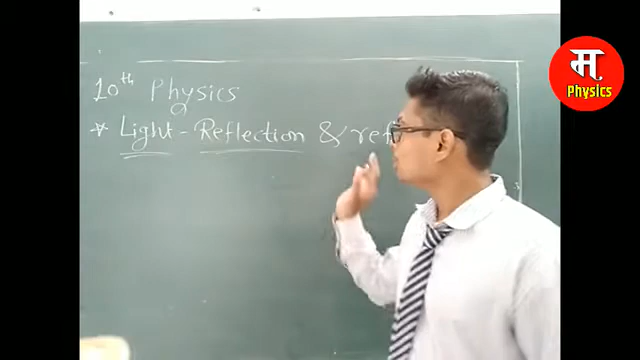 10th Physics
* Light - Reflection & ref
म
Physics